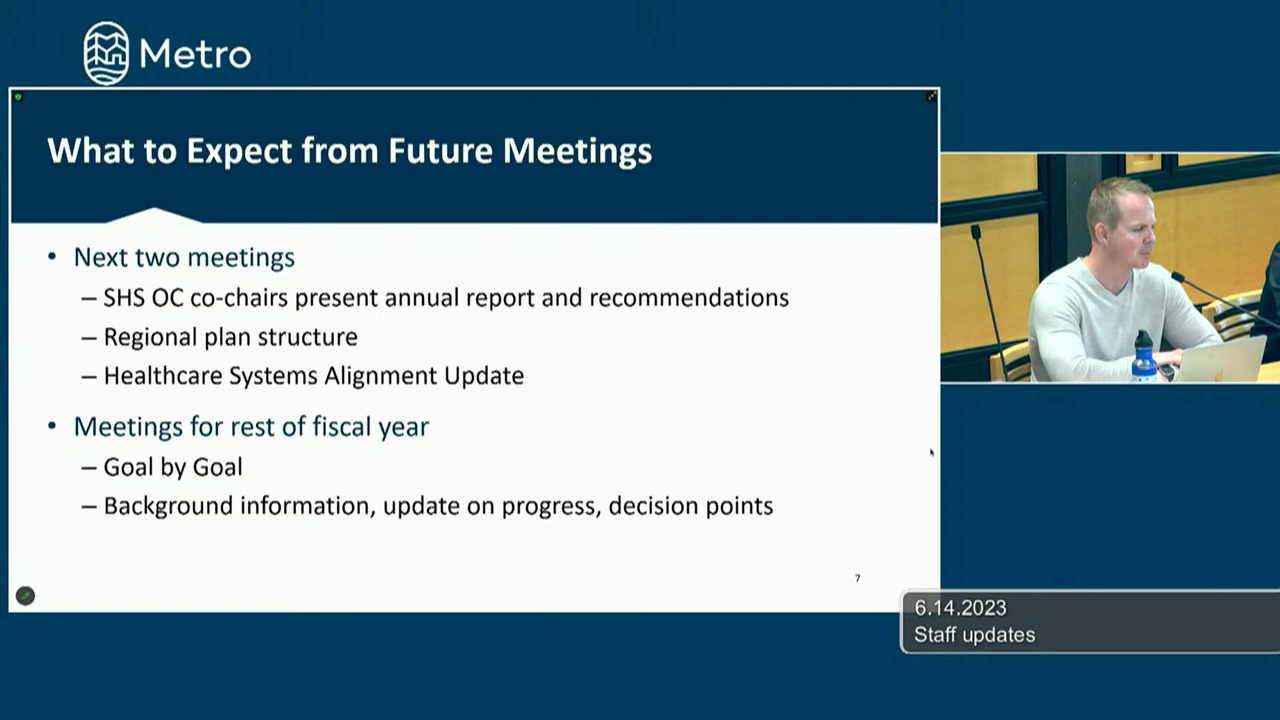 Metro
What to Expect from Future Meetings
• Next two meetings
– SHS OC co-chairs present annual report and recommendations
– Regional plan structure
– Healthcare Systems Alignment Update
• Meetings for rest of fiscal year
– Goal by Goal
– Background information, update on progress, decision points
7
6.14.2023
Staff updates